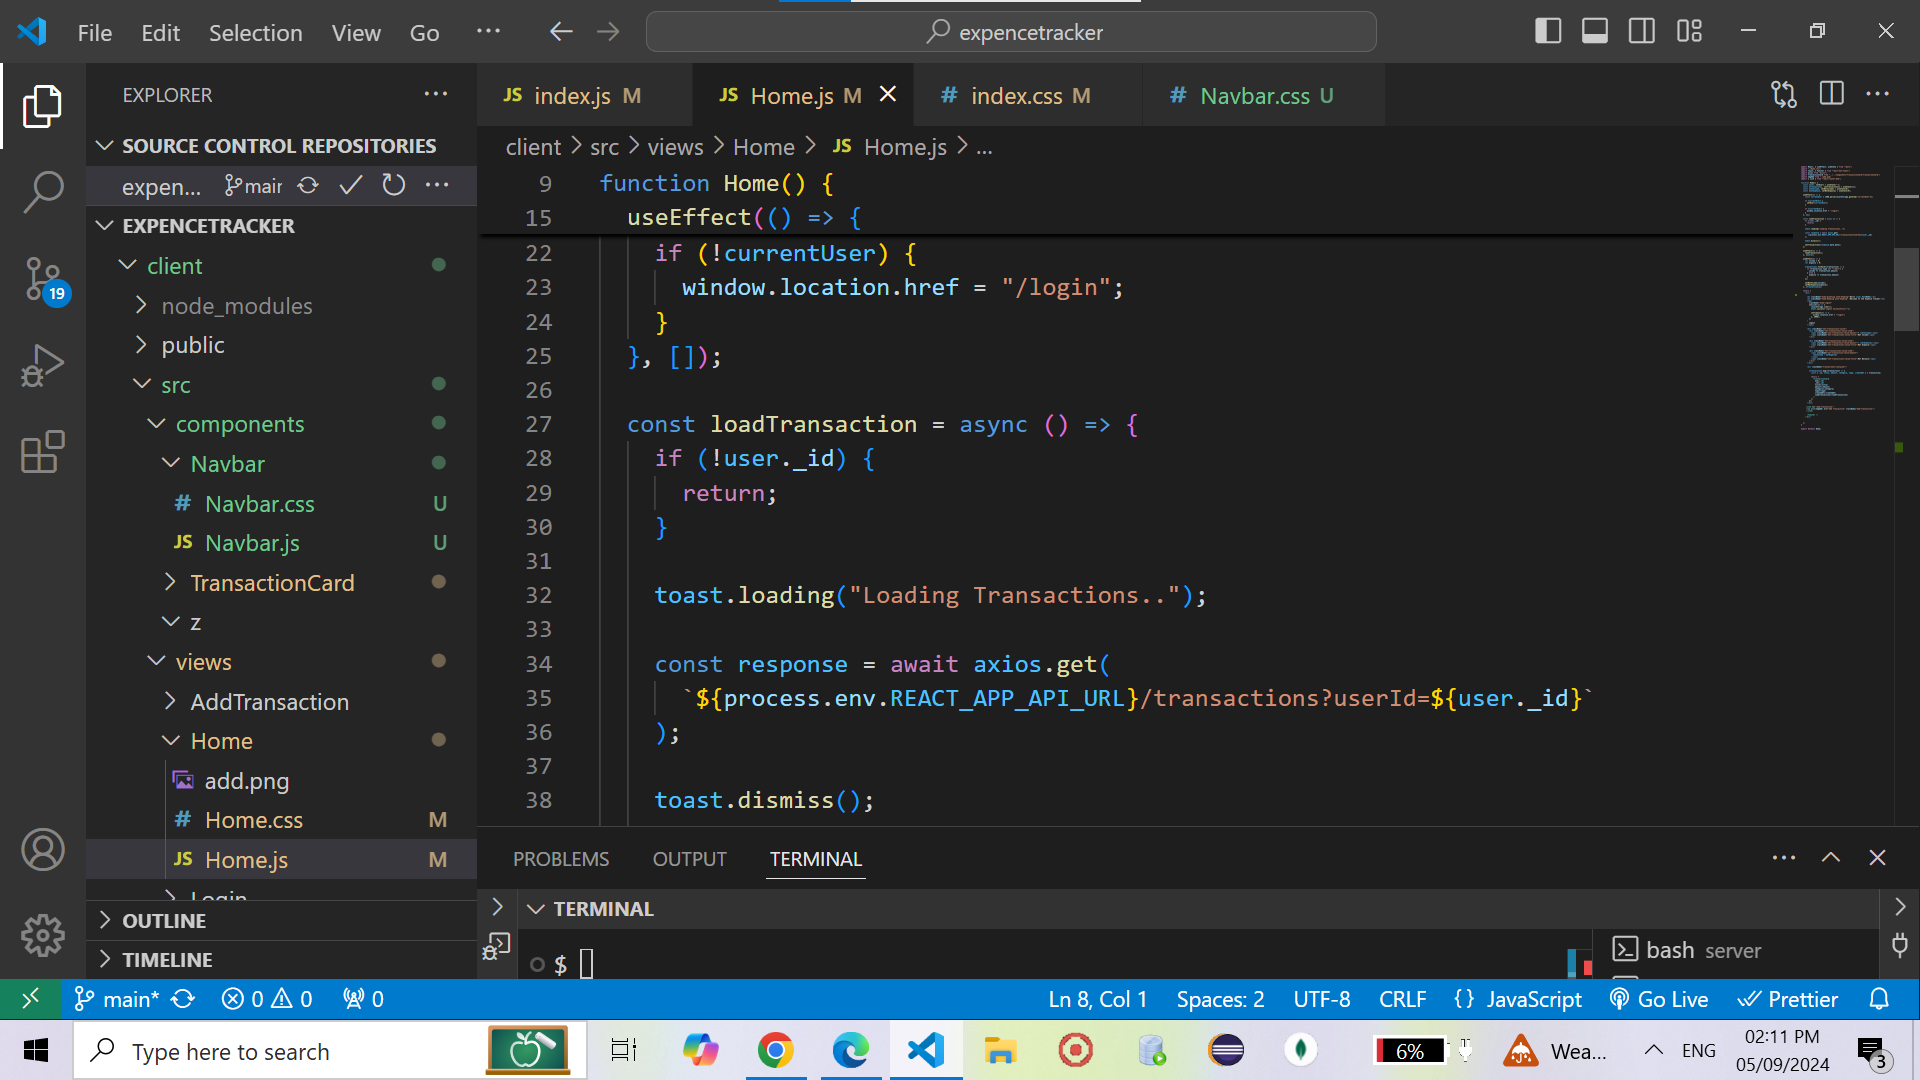 File Edit Selection View Go ···
expencetracker
EXPLORER
SOURCE CONTROL REPOSITORIES
expen... main
EXPENCETRACKER
client
node_modules
public
src
components
Navbar
# Navbar.css U
JS Navbar.js U
TransactionCard
z
views
AddTransaction
Home
add.png
# Home.css M
JS Home.js M
Login
OUTLINE
TIMELINE
19
JS index.js M
JS Home.js M
# index.css M
# Navbar.css U
client > src > views > Home > JS Home.js > ...
9 function Home() {
15 useEffect(() => {
22 if (!currentUser) {
23 window.location.href = "/login";
24 }
25 }, []);
26
27 const loadTransaction = async () => {
28 if (!user._id) {
29 return;
30 }
31
32 toast.loading("Loading Transactions..");
33
34 const response = await axios.get(
35 `${process.env.REACT_APP_API_URL}/transactions?userId=${user._id}`
36 );
37
38 toast.dismiss();
PROBLEMS OUTPUT TERMINAL
TERMINAL
$
bash server
main* 0 0 0
Ln 8, Col 1 Spaces: 2 UTF-8 CRLF {} JavaScript Go Live Prettier
Type here to search
6%
Wea...
ENG
02:11 PM
05/09/2024
3